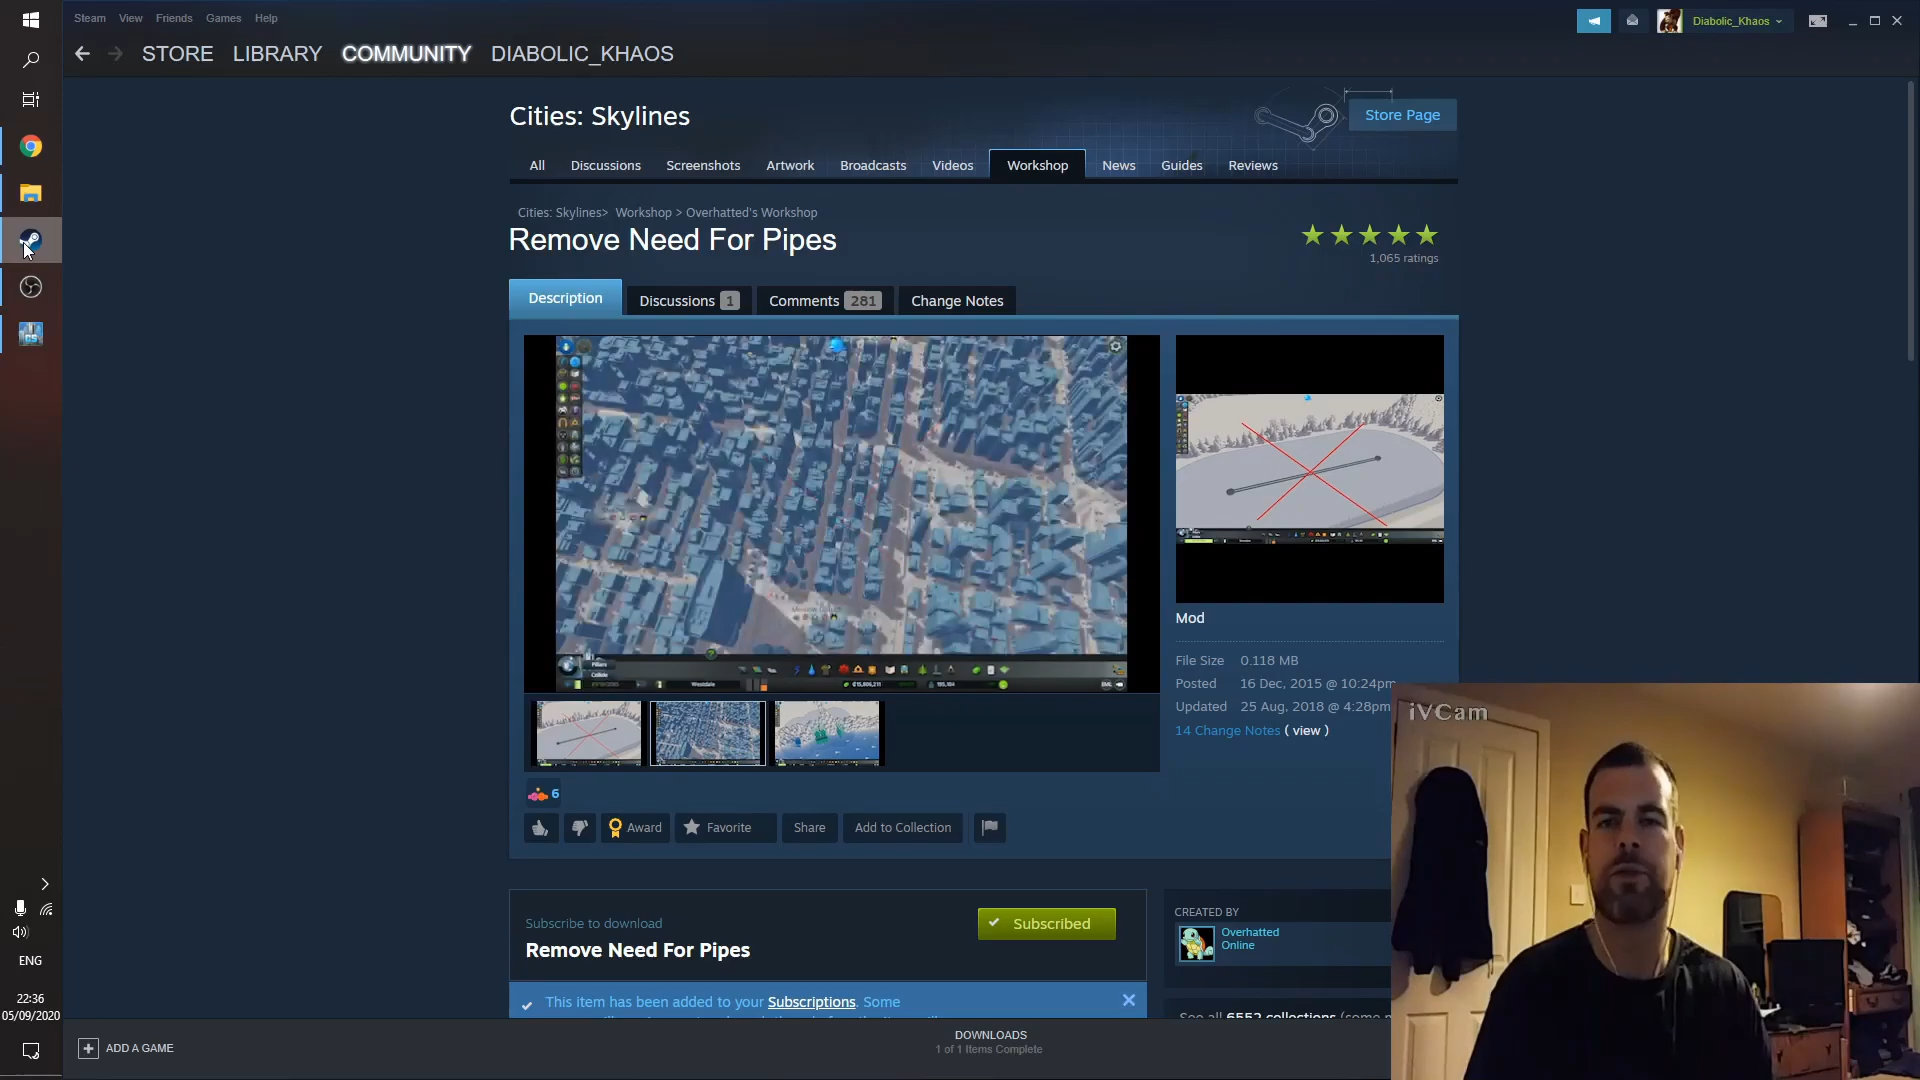 Steam View Friends Games Help
Diabolic_Khaos
STORE LIBRARY COMMUNITY DIABOLIC_KHAOS
Cities: Skylines
Store Page
All Discussions Screenshots Artwork Broadcasts Videos Workshop News Guides Reviews
Cities: Skylines> Workshop > Overhatted's Workshop
Remove Need For Pipes
1,065 ratings
Description Discussions 1 Comments 281 Change Notes
Mod
File Size 0.118 MB
Posted 16 Dec, 2015 @ 10:24pm
Updated 25 Aug, 2018 @ 4:28pm
14 Change Notes ( view )
iVCam
6
Award Favorite Share Add to Collection
Subscribe to download
Remove Need For Pipes
Subscribed
CREATED BY
Overhatted
Online
This item has been added to your Subscriptions. Some
See all 6552 collections (some m
ENG
22:36
05/09/2020
ADD A GAME
DOWNLOADS
1 of 1 Items Complete